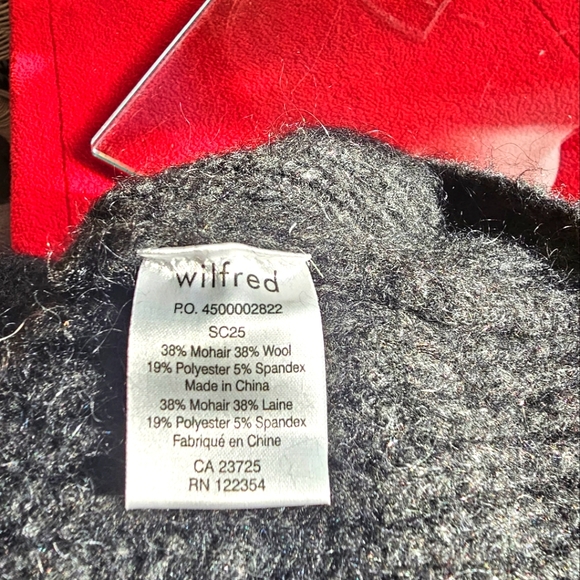 wilfred
P.O. 4500002822
SC25
38% Mohair 38% Wool
19% Polyester 5% Spandex
Made in China
38% Mohair 38% Laine
19% Polyester 5% Spandex
Fabriqué en Chine
CA 23725
RN 122354